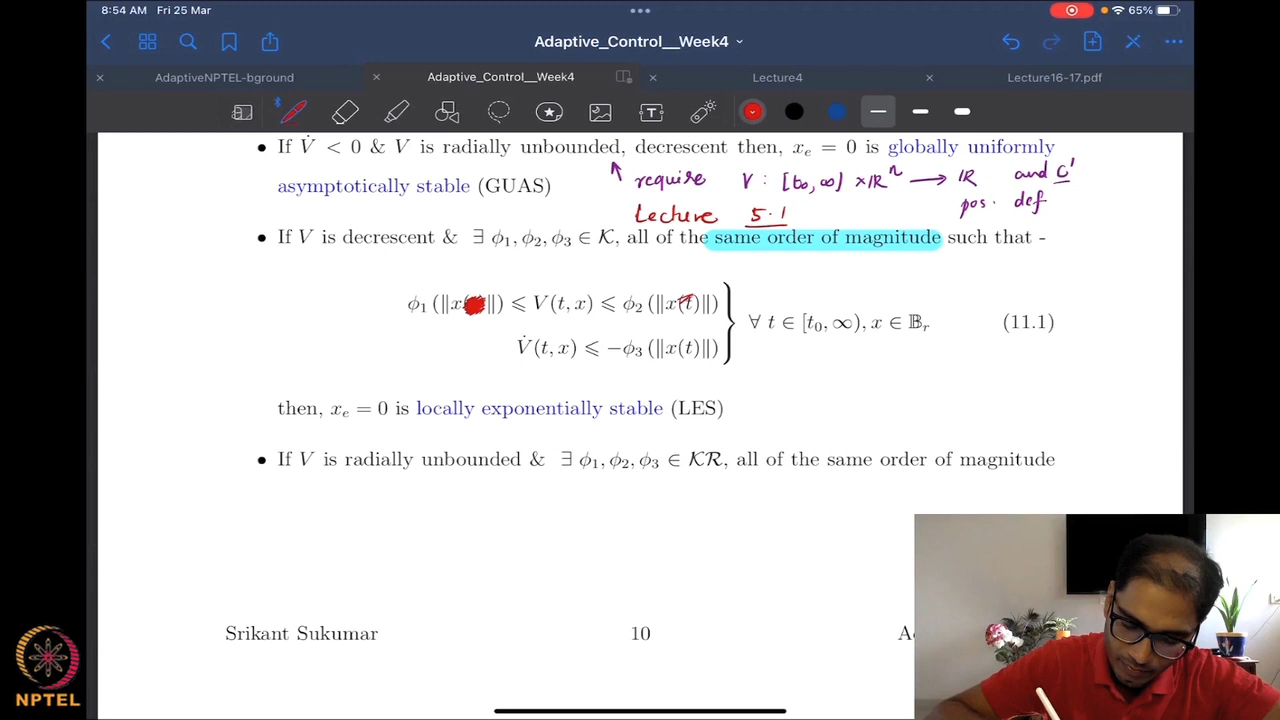 8:54 AM Fri 25 Mar
65%
Adaptive_Control__Week4
AdaptiveNPTEL-bground
Adaptive_Control__Week4
Lecture4
Lecture16-17.pdf
• If V̇ < 0 & V is radially unbounded, decrescent then, xₑ = 0 is globally uniformly
asymptotically stable (GUAS)
require V : [t₀, ∞] × ℝⁿ → ℝ and C¹
pos. def
Lecture 5.1
• If V is decrescent & ∃ ϕ₁, ϕ₂, ϕ₃ ∈ 𝒦, all of the same order of magnitude such that -
ϕ₁ (‖x ‖) ⩽ V(t, x) ⩽ ϕ₂ (‖x(t)‖)
V̇(t, x) ⩽ −ϕ₃ (‖x(t)‖)
∀ t ∈ [t₀, ∞), x ∈ 𝔹ᵣ (11.1)
then, xₑ = 0 is locally exponentially stable (LES)
• If V is radially unbounded & ∃ ϕ₁, ϕ₂, ϕ₃ ∈ 𝒦ℛ, all of the same order of magnitude
Srikant Sukumar
10
NPTEL